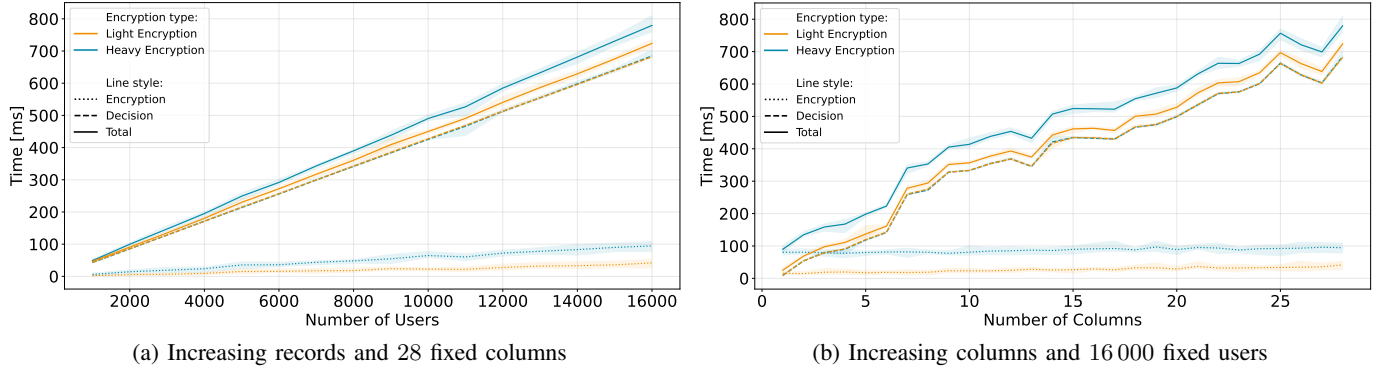 800
700
600
500
400
300
200
100
0
Time [ms]
Encryption type:
Light Encryption
Heavy Encryption
Line style:
Encryption
Decision
Total
2000 4000 6000 8000 10000 12000 14000 16000
Number of Users
(a) Increasing records and 28 fixed columns
800
700
600
500
400
300
200
100
0
Time [ms]
Encryption type:
Light Encryption
Heavy Encryption
Line style:
Encryption
Decision
Total
0 5 10 15 20 25
Number of Columns
(b) Increasing columns and 16 000 fixed users